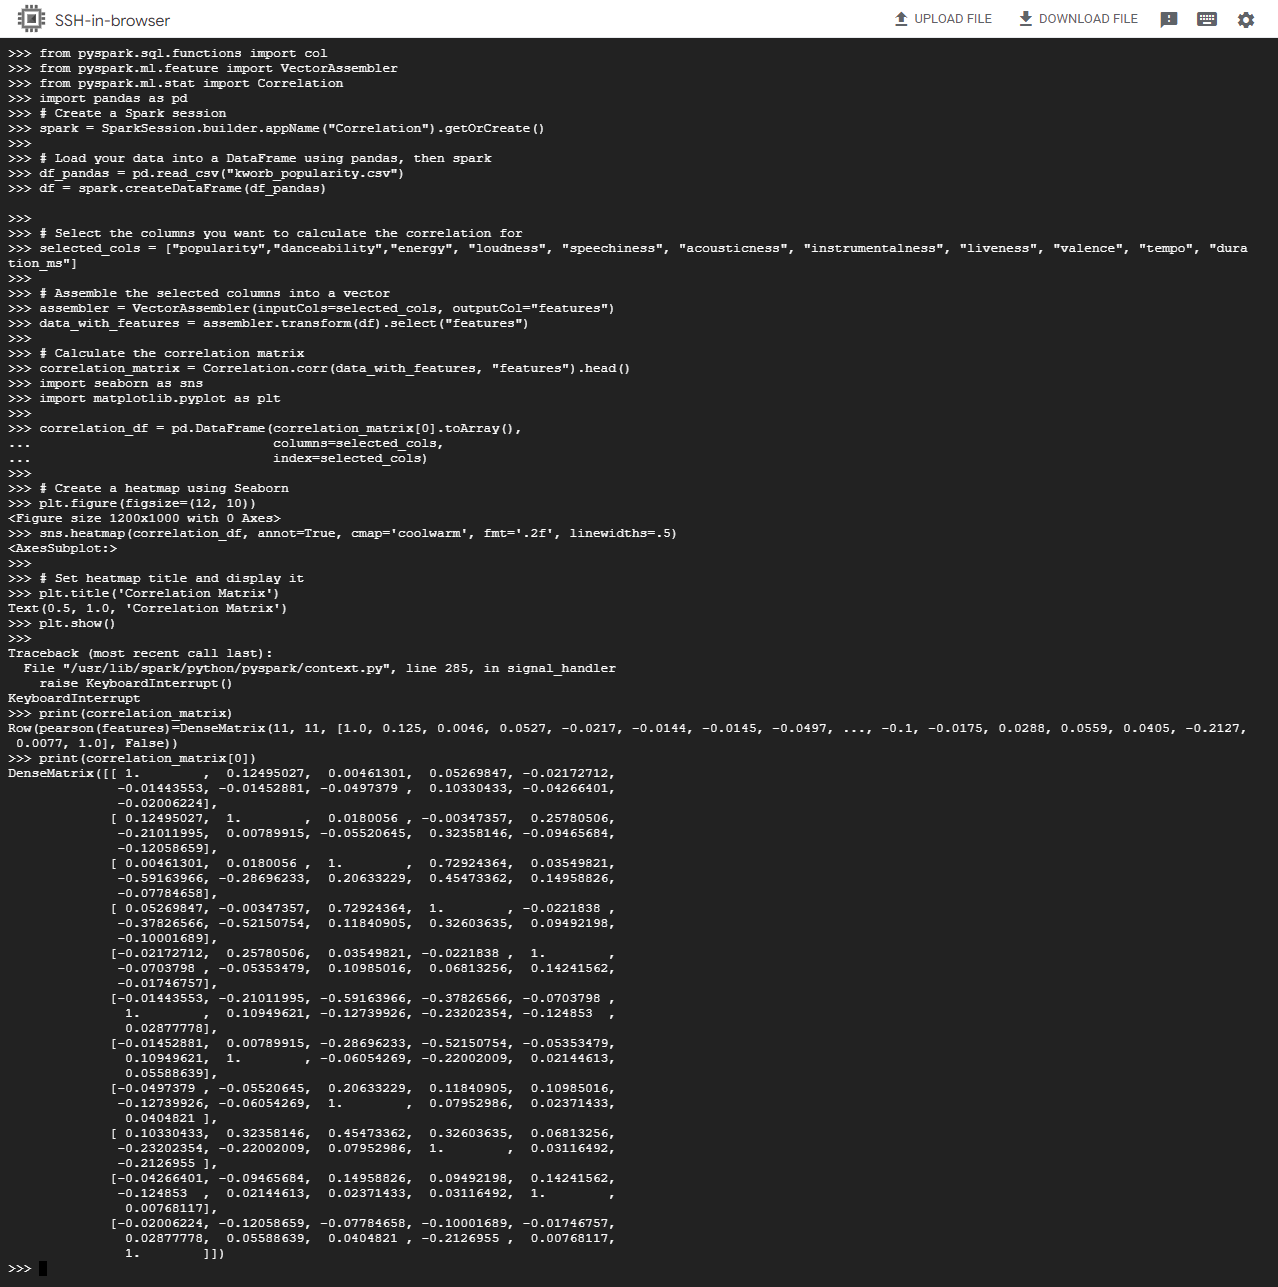 SSH-in-browser
UPLOAD FILE
DOWNLOAD FILE
>>> from pyspark.sql.functions import col
>>> from pyspark.ml.feature import VectorAssembler
>>> from pyspark.ml.stat import Correlation
>>> import pandas as pd
>>> # Create a Spark session
>>> spark = SparkSession.builder.appName("Correlation").getOrCreate()
>>>
>>> # Load your data into a DataFrame using pandas, then spark
>>> df_pandas = pd.read_csv("kworb_popularity.csv")
>>> df = spark.createDataFrame(df_pandas)
>>>
>>> # Select the columns you want to calculate the correlation for
>>> selected_cols = ["popularity","danceability","energy", "loudness", "speechiness", "acousticness", "instrumentalness", "liveness", "valence", "tempo", "dura
tion_ms"]
>>>
>>> # Assemble the selected columns into a vector
>>> assembler = VectorAssembler(inputCols=selected_cols, outputCol="features")
>>> data_with_features = assembler.transform(df).select("features")
>>>
>>> # Calculate the correlation matrix
>>> correlation_matrix = Correlation.corr(data_with_features, "features").head()
>>> import seaborn as sns
>>> import matplotlib.pyplot as plt
>>>
>>> correlation_df = pd.DataFrame(correlation_matrix[0].toArray(),
...                               columns=selected_cols,
...                               index=selected_cols)
>>>
>>> # Create a heatmap using Seaborn
>>> plt.figure(figsize=(12, 10))
<Figure size 1200x1000 with 0 Axes>
>>> sns.heatmap(correlation_df, annot=True, cmap='coolwarm', fmt='.2f', linewidths=.5)
<AxesSubplot:>
>>>
>>> # Set heatmap title and display it
>>> plt.title('Correlation Matrix')
Text(0.5, 1.0, 'Correlation Matrix')
>>> plt.show()
>>>
Traceback (most recent call last):
  File "/usr/lib/spark/python/pyspark/context.py", line 285, in signal_handler
    raise KeyboardInterrupt()
KeyboardInterrupt
>>> print(correlation_matrix)
Row(pearson(features)=DenseMatrix(11, 11, [1.0, 0.125, 0.0046, 0.0527, -0.0217, -0.0144, -0.0145, -0.0497, ..., -0.1, -0.0175, 0.0288, 0.0559, 0.0405, -0.2127,
 0.0077, 1.0], False))
>>> print(correlation_matrix[0])
DenseMatrix([[ 1.        ,  0.12495027,  0.00461301,  0.05269847, -0.02172712,
              -0.01443553, -0.01452881, -0.0497379 ,  0.10330433, -0.04266401,
              -0.02006224],
             [ 0.12495027,  1.        ,  0.0180056 , -0.00347357,  0.25780506,
              -0.21011995,  0.00789915, -0.05520645,  0.32358146, -0.09465684,
              -0.12058659],
             [ 0.00461301,  0.0180056 ,  1.        ,  0.72924364,  0.03549821,
              -0.59163966, -0.28696233,  0.20633229,  0.45473362,  0.14958826,
              -0.07784658],
             [ 0.05269847, -0.00347357,  0.72924364,  1.        , -0.0221838 ,
              -0.37826566, -0.52150754,  0.11840905,  0.32603635,  0.09492198,
              -0.10001689],
             [-0.02172712,  0.25780506,  0.03549821, -0.0221838 ,  1.        ,
              -0.0703798 , -0.05353479,  0.10985016,  0.06813256,  0.14241562,
              -0.01746757],
             [-0.01443553, -0.21011995, -0.59163966, -0.37826566, -0.0703798 ,
               1.        ,  0.10949621, -0.12739926, -0.23202354, -0.124853  ,
               0.02877778],
             [-0.01452881,  0.00789915, -0.28696233, -0.52150754, -0.05353479,
               0.10949621,  1.        , -0.06054269, -0.22002009,  0.02144613,
               0.05588639],
             [-0.0497379 , -0.05520645,  0.20633229,  0.11840905,  0.10985016,
              -0.12739926, -0.06054269,  1.        ,  0.07952986,  0.02371433,
               0.0404821 ],
             [ 0.10330433,  0.32358146,  0.45473362,  0.32603635,  0.06813256,
              -0.23202354, -0.22002009,  0.07952986,  1.        ,  0.03116492,
              -0.2126955 ],
             [-0.04266401, -0.09465684,  0.14958826,  0.09492198,  0.14241562,
              -0.124853  ,  0.02144613,  0.02371433,  0.03116492,  1.        ,
               0.00768117],
             [-0.02006224, -0.12058659, -0.07784658, -0.10001689, -0.01746757,
               0.02877778,  0.05588639,  0.0404821 , -0.2126955 ,  0.00768117,
               1.        ]])
>>>